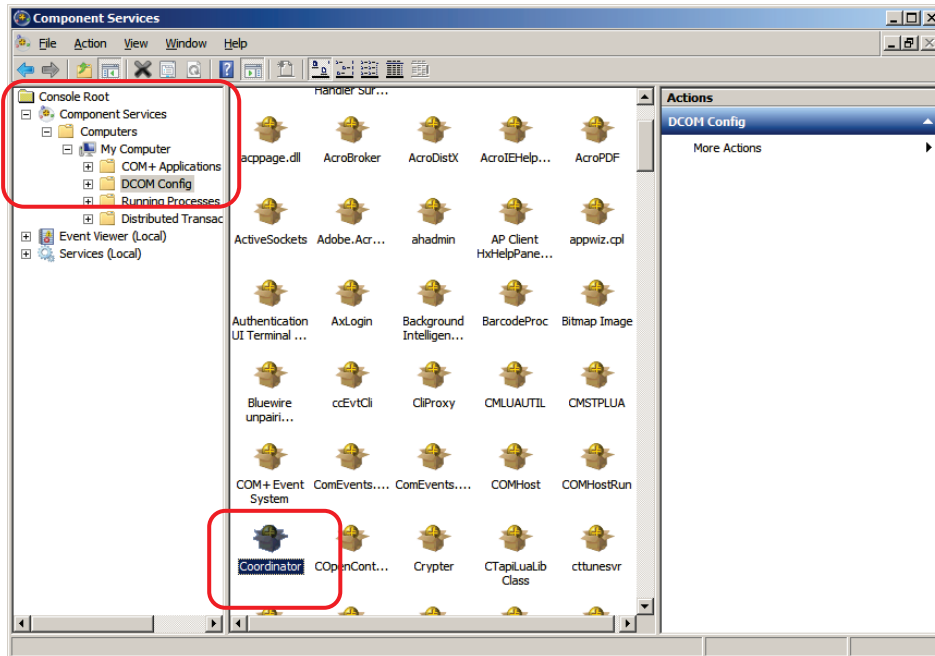 Component Services
File Action View Window Help
Console Root
Component Services
Computers
My Computer
COM+ Applications
DCOM Config
Running Processes
Distributed Transac
Event Viewer (Local)
Services (Local)
Handler Sur...
acppage.dll AcroBroker AcroDistX AcroIEHelp... AcroPDF
ActiveSockets Adobe.Acr... ahadmin AP Client HxHelpPane... appwiz.cpl
Authentication UI Terminal ... AxLogin Background Intelligen... BarcodeProc Bitmap Image
Bluewire unpairi... ccEvtCli CliProxy CMLUAUTIL CMSTPLUA
COM+ Event System ComEvents.... ComEvents.... COMHost COMHostRun
Coordinator COpenCont... Crypter CTapiLuaLib Class cttunesvr
Actions
DCOM Config
More Actions